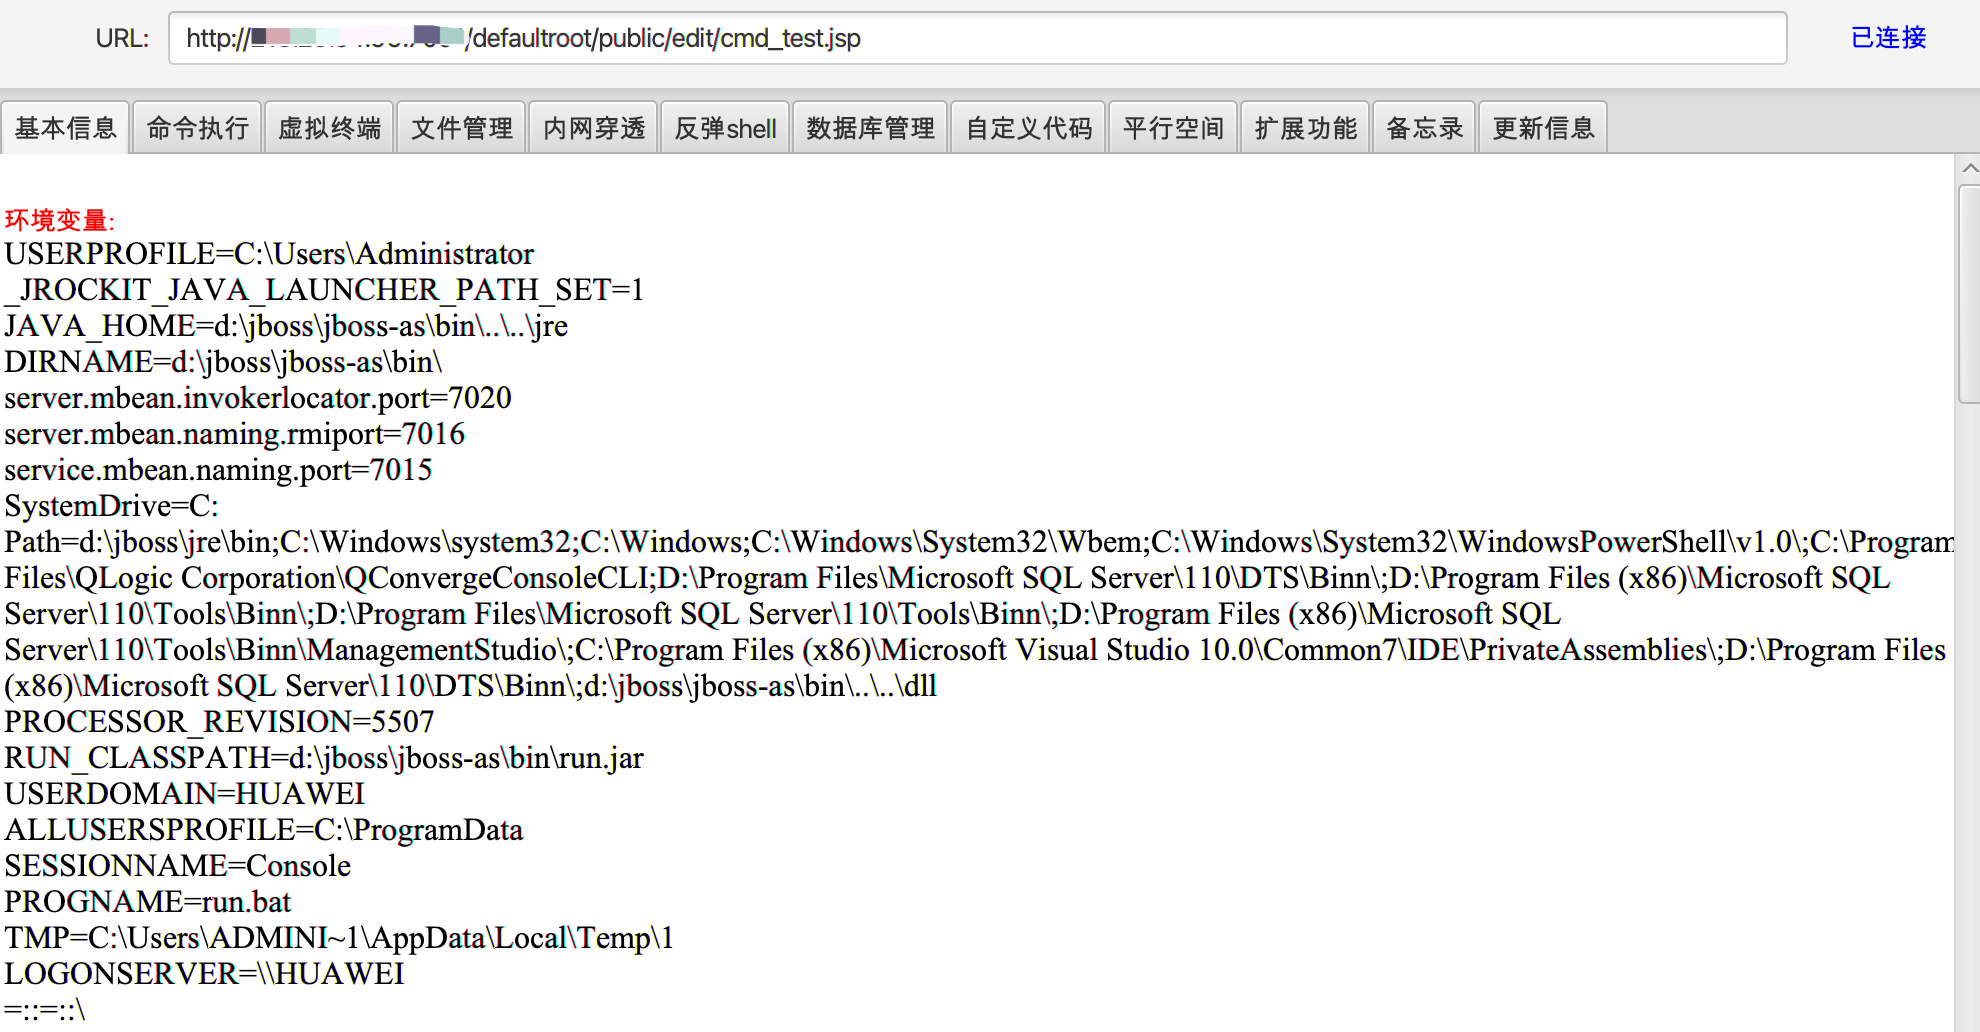 URL: http:// /defaultroot/public/edit/cmd_test.jsp 已连接
基本信息 命令执行 虚拟终端 文件管理 内网穿透 反弹shell 数据库管理 自定义代码 平行空间 扩展功能 备忘录 更新信息
环境变量:
USERPROFILE=C:\Users\Administrator
_JROCKIT_JAVA_LAUNCHER_PATH_SET=1
JAVA_HOME=d:\jboss\jboss-as\bin\..\..\jre
DIRNAME=d:\jboss\jboss-as\bin\
server.mbean.invokerlocator.port=7020
server.mbean.naming.rmiport=7016
service.mbean.naming.port=7015
SystemDrive=C:
Path=d:\jboss\jre\bin;C:\Windows\system32;C:\Windows;C:\Windows\System32\Wbem;C:\Windows\System32\WindowsPowerShell\v1.0\;C:\Program
Files\QLogic Corporation\QConvergeConsoleCLI;D:\Program Files\Microsoft SQL Server\110\DTS\Binn\;D:\Program Files (x86)\Microsoft SQL
Server\110\Tools\Binn\;D:\Program Files\Microsoft SQL Server\110\Tools\Binn\;D:\Program Files (x86)\Microsoft SQL
Server\110\Tools\Binn\ManagementStudio\;C:\Program Files (x86)\Microsoft Visual Studio 10.0\Common7\IDE\PrivateAssemblies\;D:\Program Files
(x86)\Microsoft SQL Server\110\DTS\Binn\;d:\jboss\jboss-as\bin\..\..\dll
PROCESSOR_REVISION=5507
RUN_CLASSPATH=d:\jboss\jboss-as\bin\run.jar
USERDOMAIN=HUAWEI
ALLUSERSPROFILE=C:\ProgramData
SESSIONNAME=Console
PROGNAME=run.bat
TMP=C:\Users\ADMINI~1\AppData\Local\Temp\1
LOGONSERVER=\\HUAWEI
=::=::\